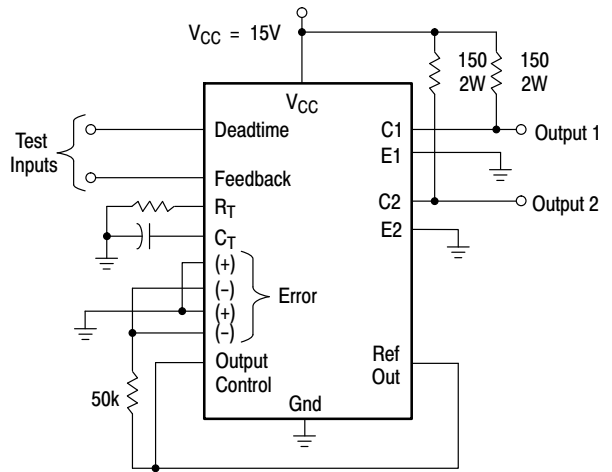 V_CC = 15V
150
2W
150
2W
V_CC
Test
Inputs
Deadtime
Feedback
R_T
C_T
(+)
(−)
(+)
(−)
Error
Output
Control
50k
Gnd
C1
E1
C2
E2
Ref
Out
Output 1
Output 2